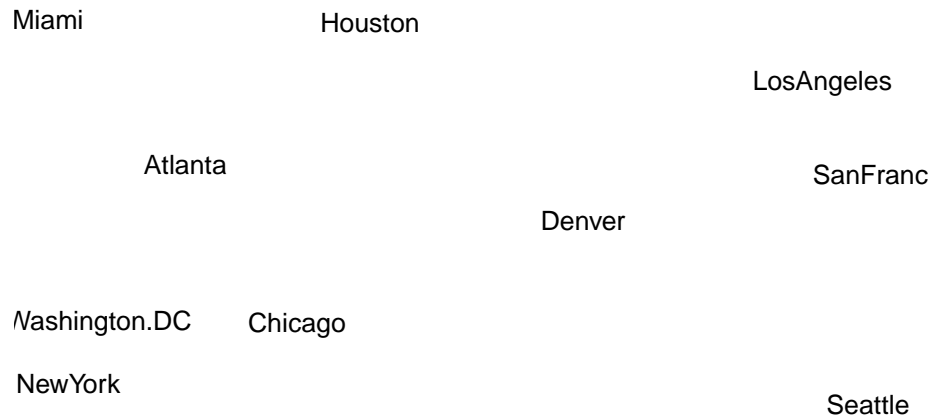 Miami
Houston
LosAngeles
Atlanta
SanFranc
Denver
Washington.DC
Chicago
NewYork
Seattle